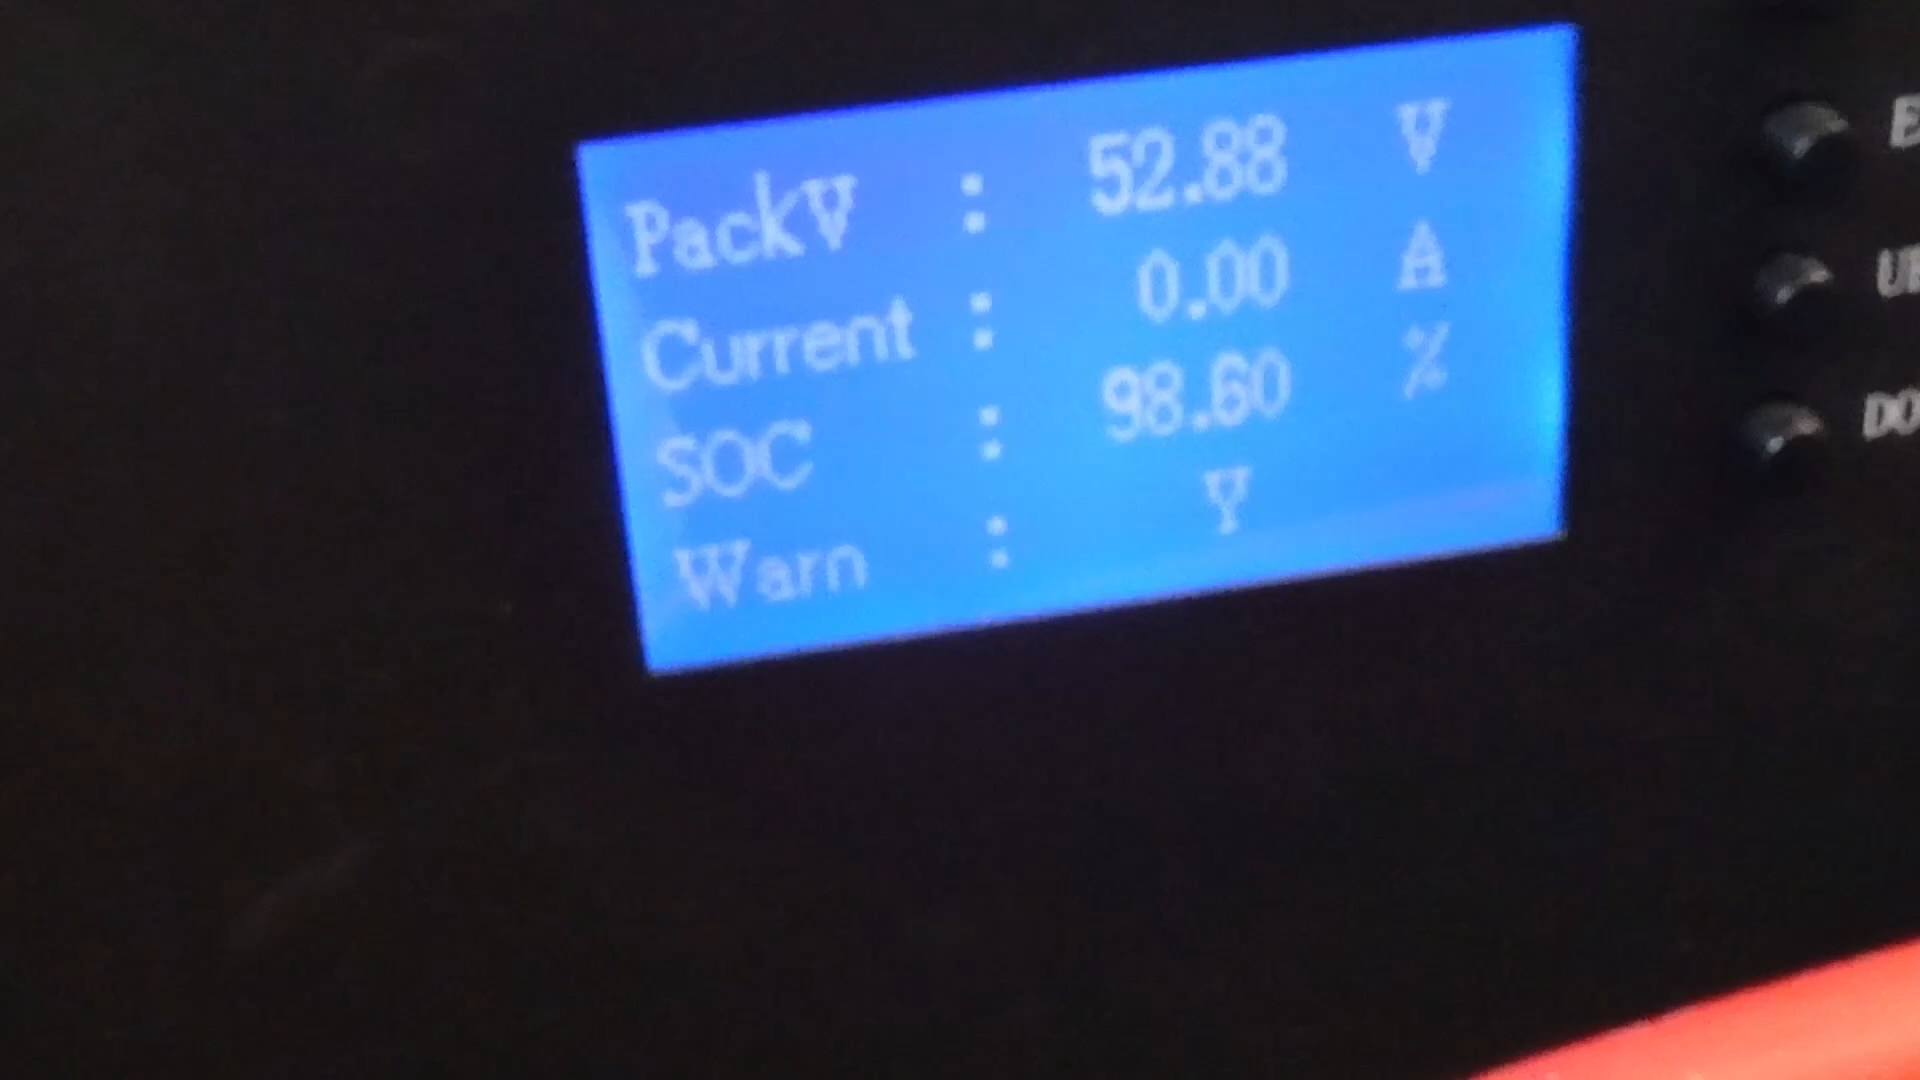 PackV : 52.88 V
Current : 0.00 A
SOC : 98.60 %
Warn : Y